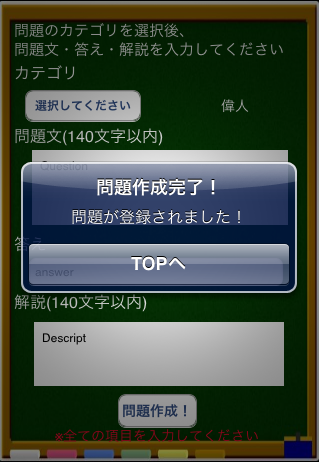 問題のカテゴリを選択後、
問題文・答え・解説を入力してください
カテゴリ
選択してください
偉人
問題文(140文字以内)
Question
問題作成完了！
問題が登録されました！
答え
TOPへ
answer
解説(140文字以内)
Descript
問題作成！
※全ての項目を入力してください